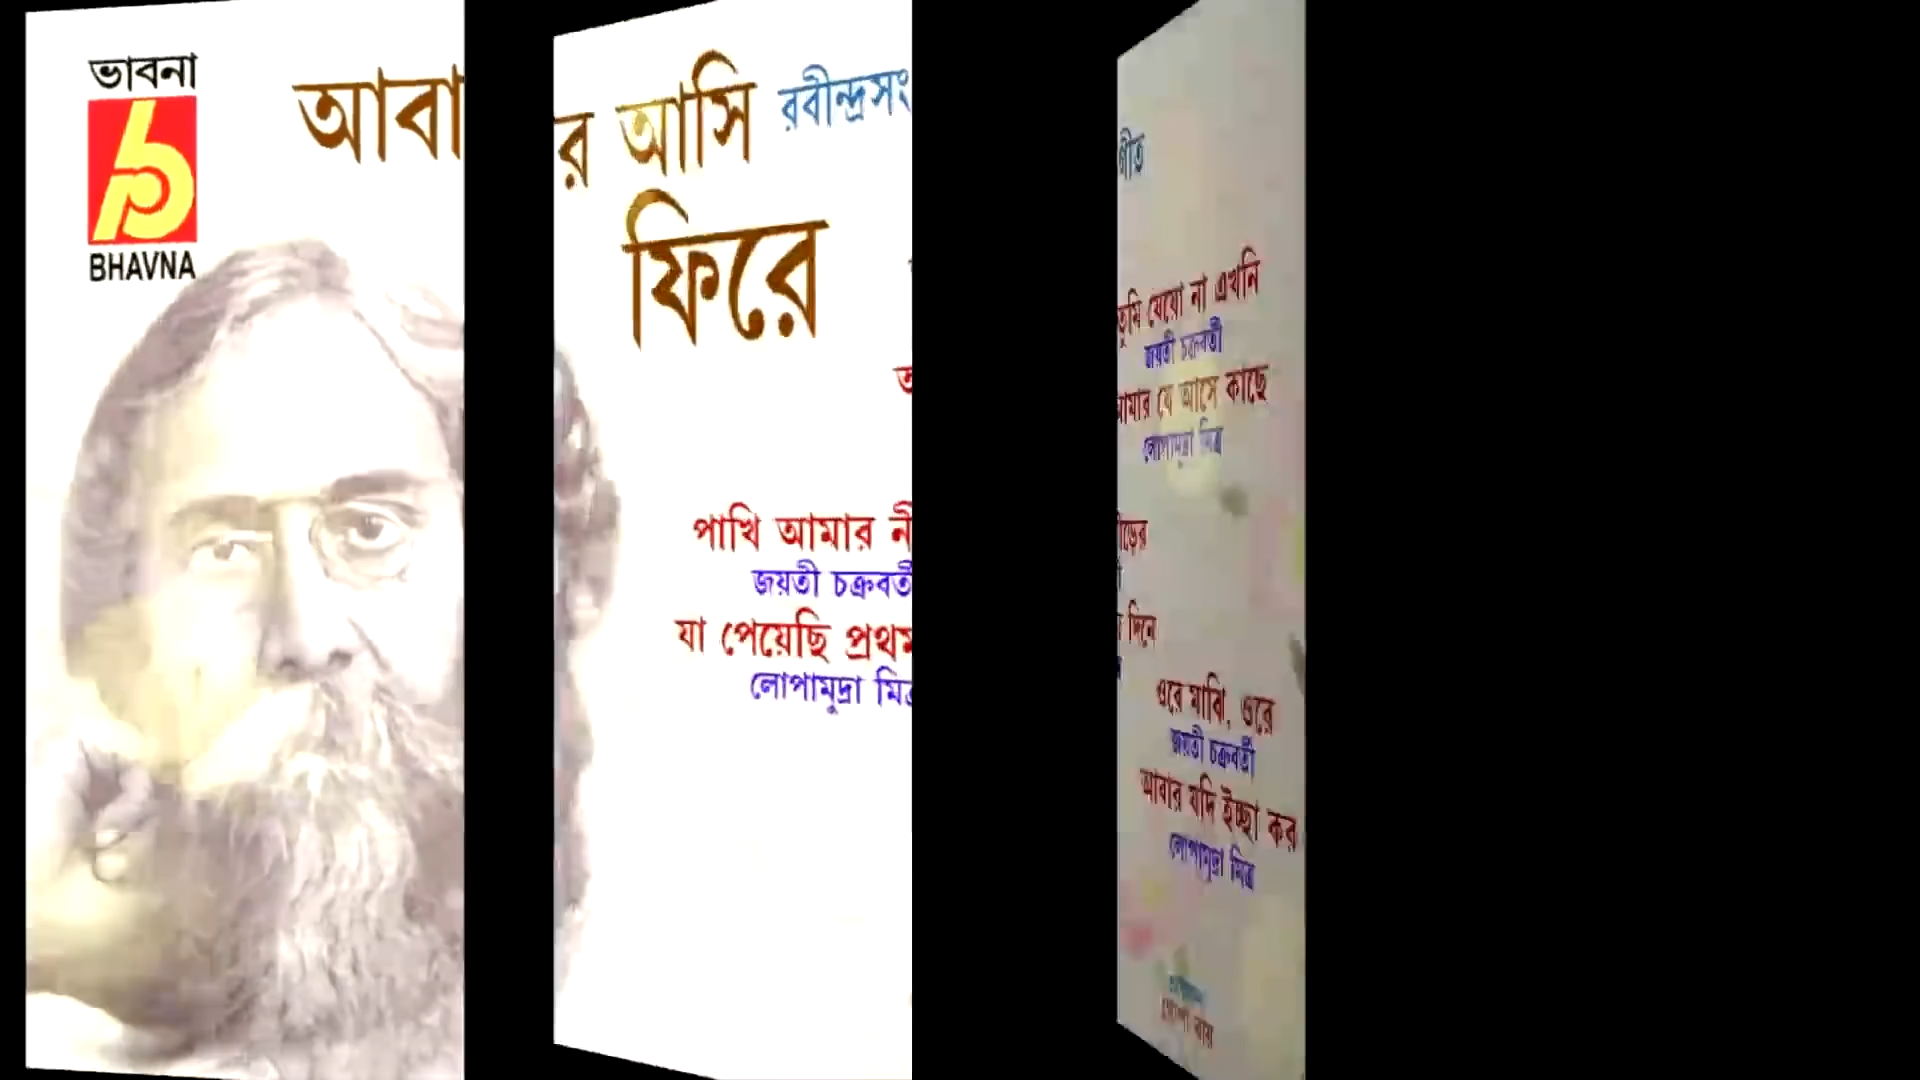 ভাবনা
BHAVNA
আবার আসি
ফিরে
রবীন্দ্রসংগীত
তুমি যেয়ো না এখনি
জয়তী চক্রবর্তী
আমার যে আসে কাছে
লোপামুদ্রা মিত্র
পাখি আমার নীড়ের
জয়তী চক্রবর্তী
যা পেয়েছি প্রথম দিনে
লোপামুদ্রা মিত্র
ওরে মাঝি, ওরে
জয়তী চক্রবর্তী
আবার যদি ইচ্ছা কর
লোপামুদ্রা মিত্র
রায়